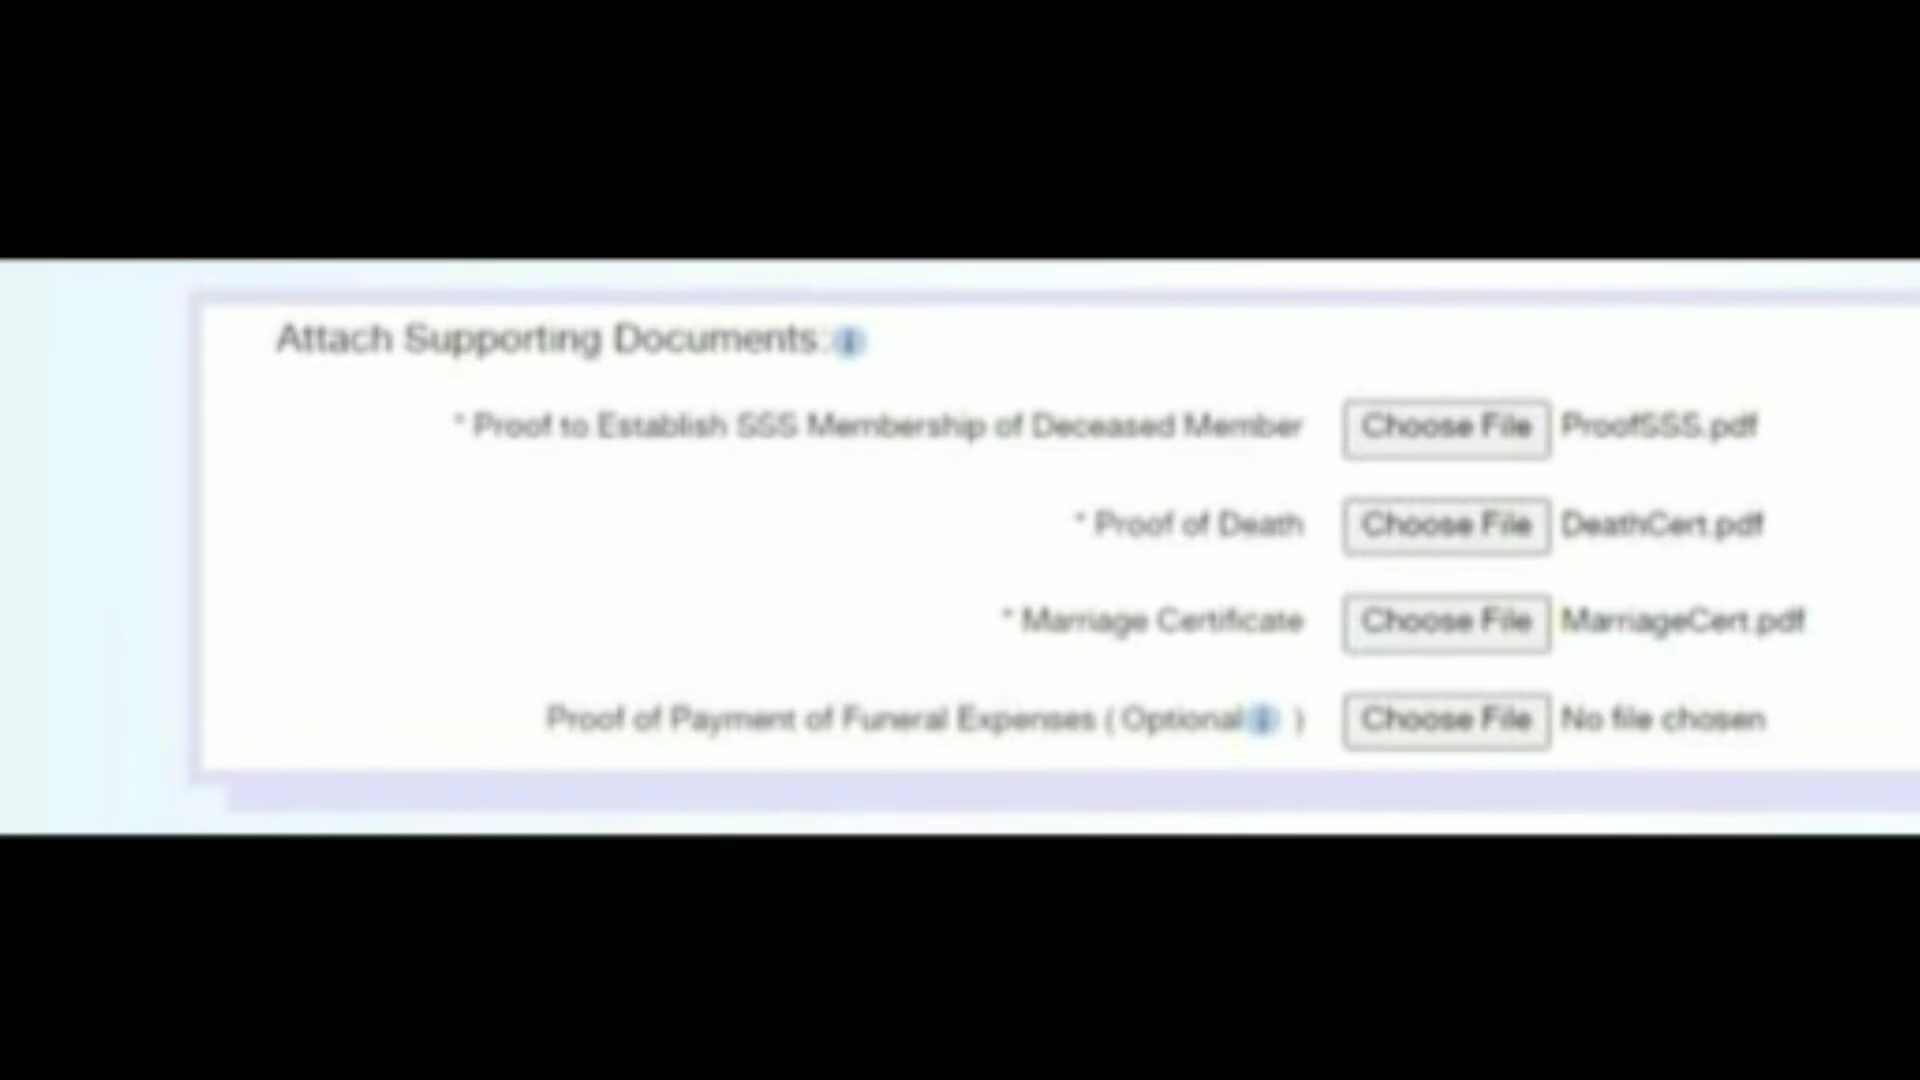 Attach Supporting Documents:
* Proof to Establish SSS Membership of Deceased Member Choose File ProofSSS.pdf
* Proof of Death Choose File DeathCert.pdf
* Marriage Certificate Choose File MarriageCert.pdf
Proof of Payment of Funeral Expenses ( Optional ) Choose File No file chosen